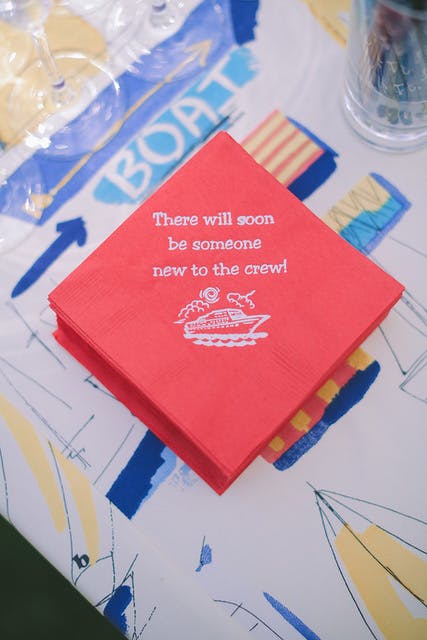 BOAT
There will soon
be someone
new to the crew!